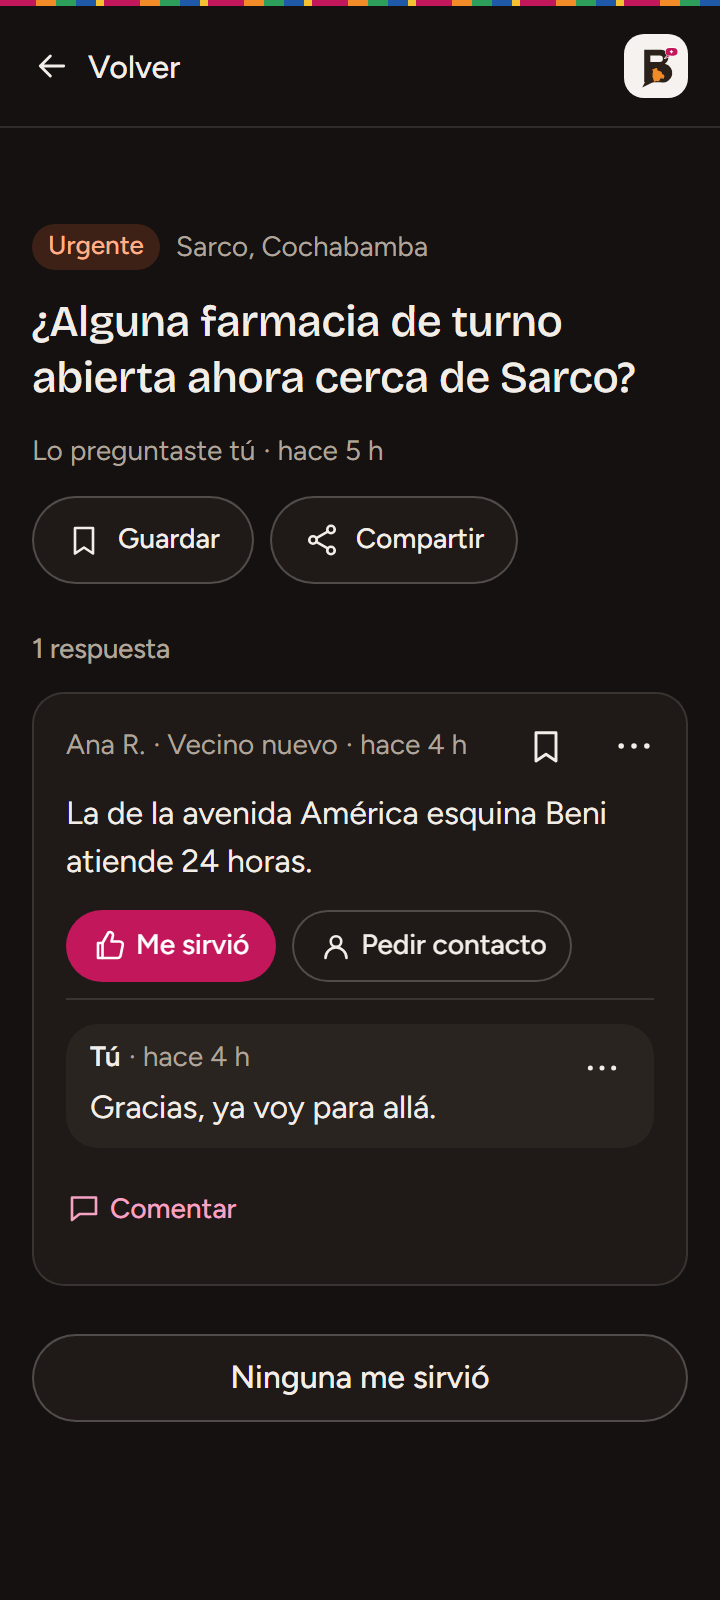 Volver
B
Urgente
Sarco, Cochabamba
¿Alguna farmacia de turno
abierta ahora cerca de Sarco?
Lo preguntaste tú · hace 5 h
Guardar
Compartir
1 respuesta
Ana R. · Vecino nuevo · hace 4 h
La de la avenida América esquina Beni
atiende 24 horas.
Me sirvió
Pedir contacto
Tú · hace 4 h
Gracias, ya voy para allá.
Comentar
Ninguna me sirvió